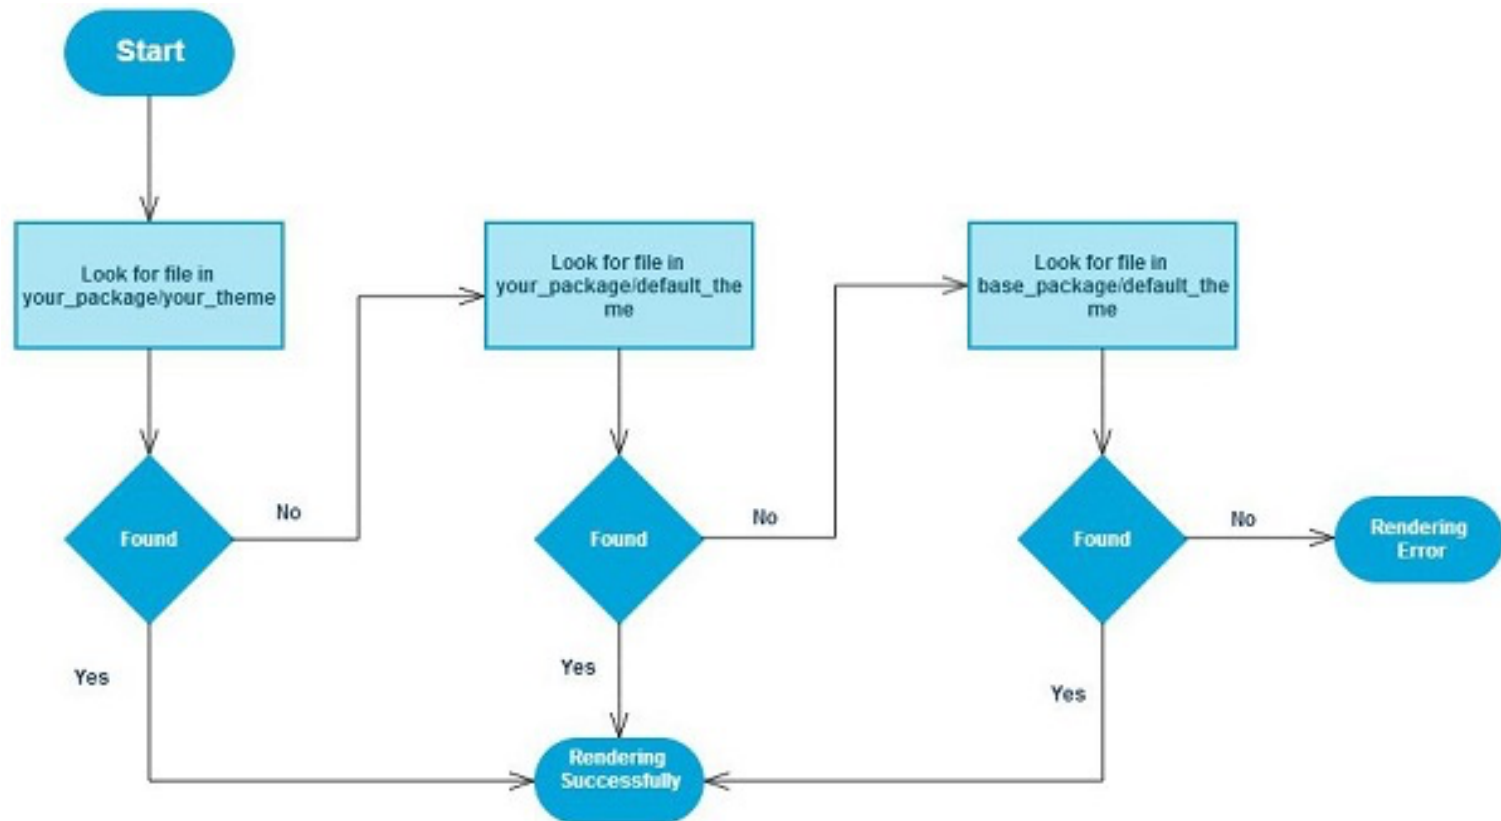 Start
Look for file in
your_package/your_theme
Look for file in
your_package/default_the
me
Look for file in
base_package/default_the
me
Found
No
Found
No
Found
No
Rendering
Error
Yes
Yes
Yes
Rendering
Successfully